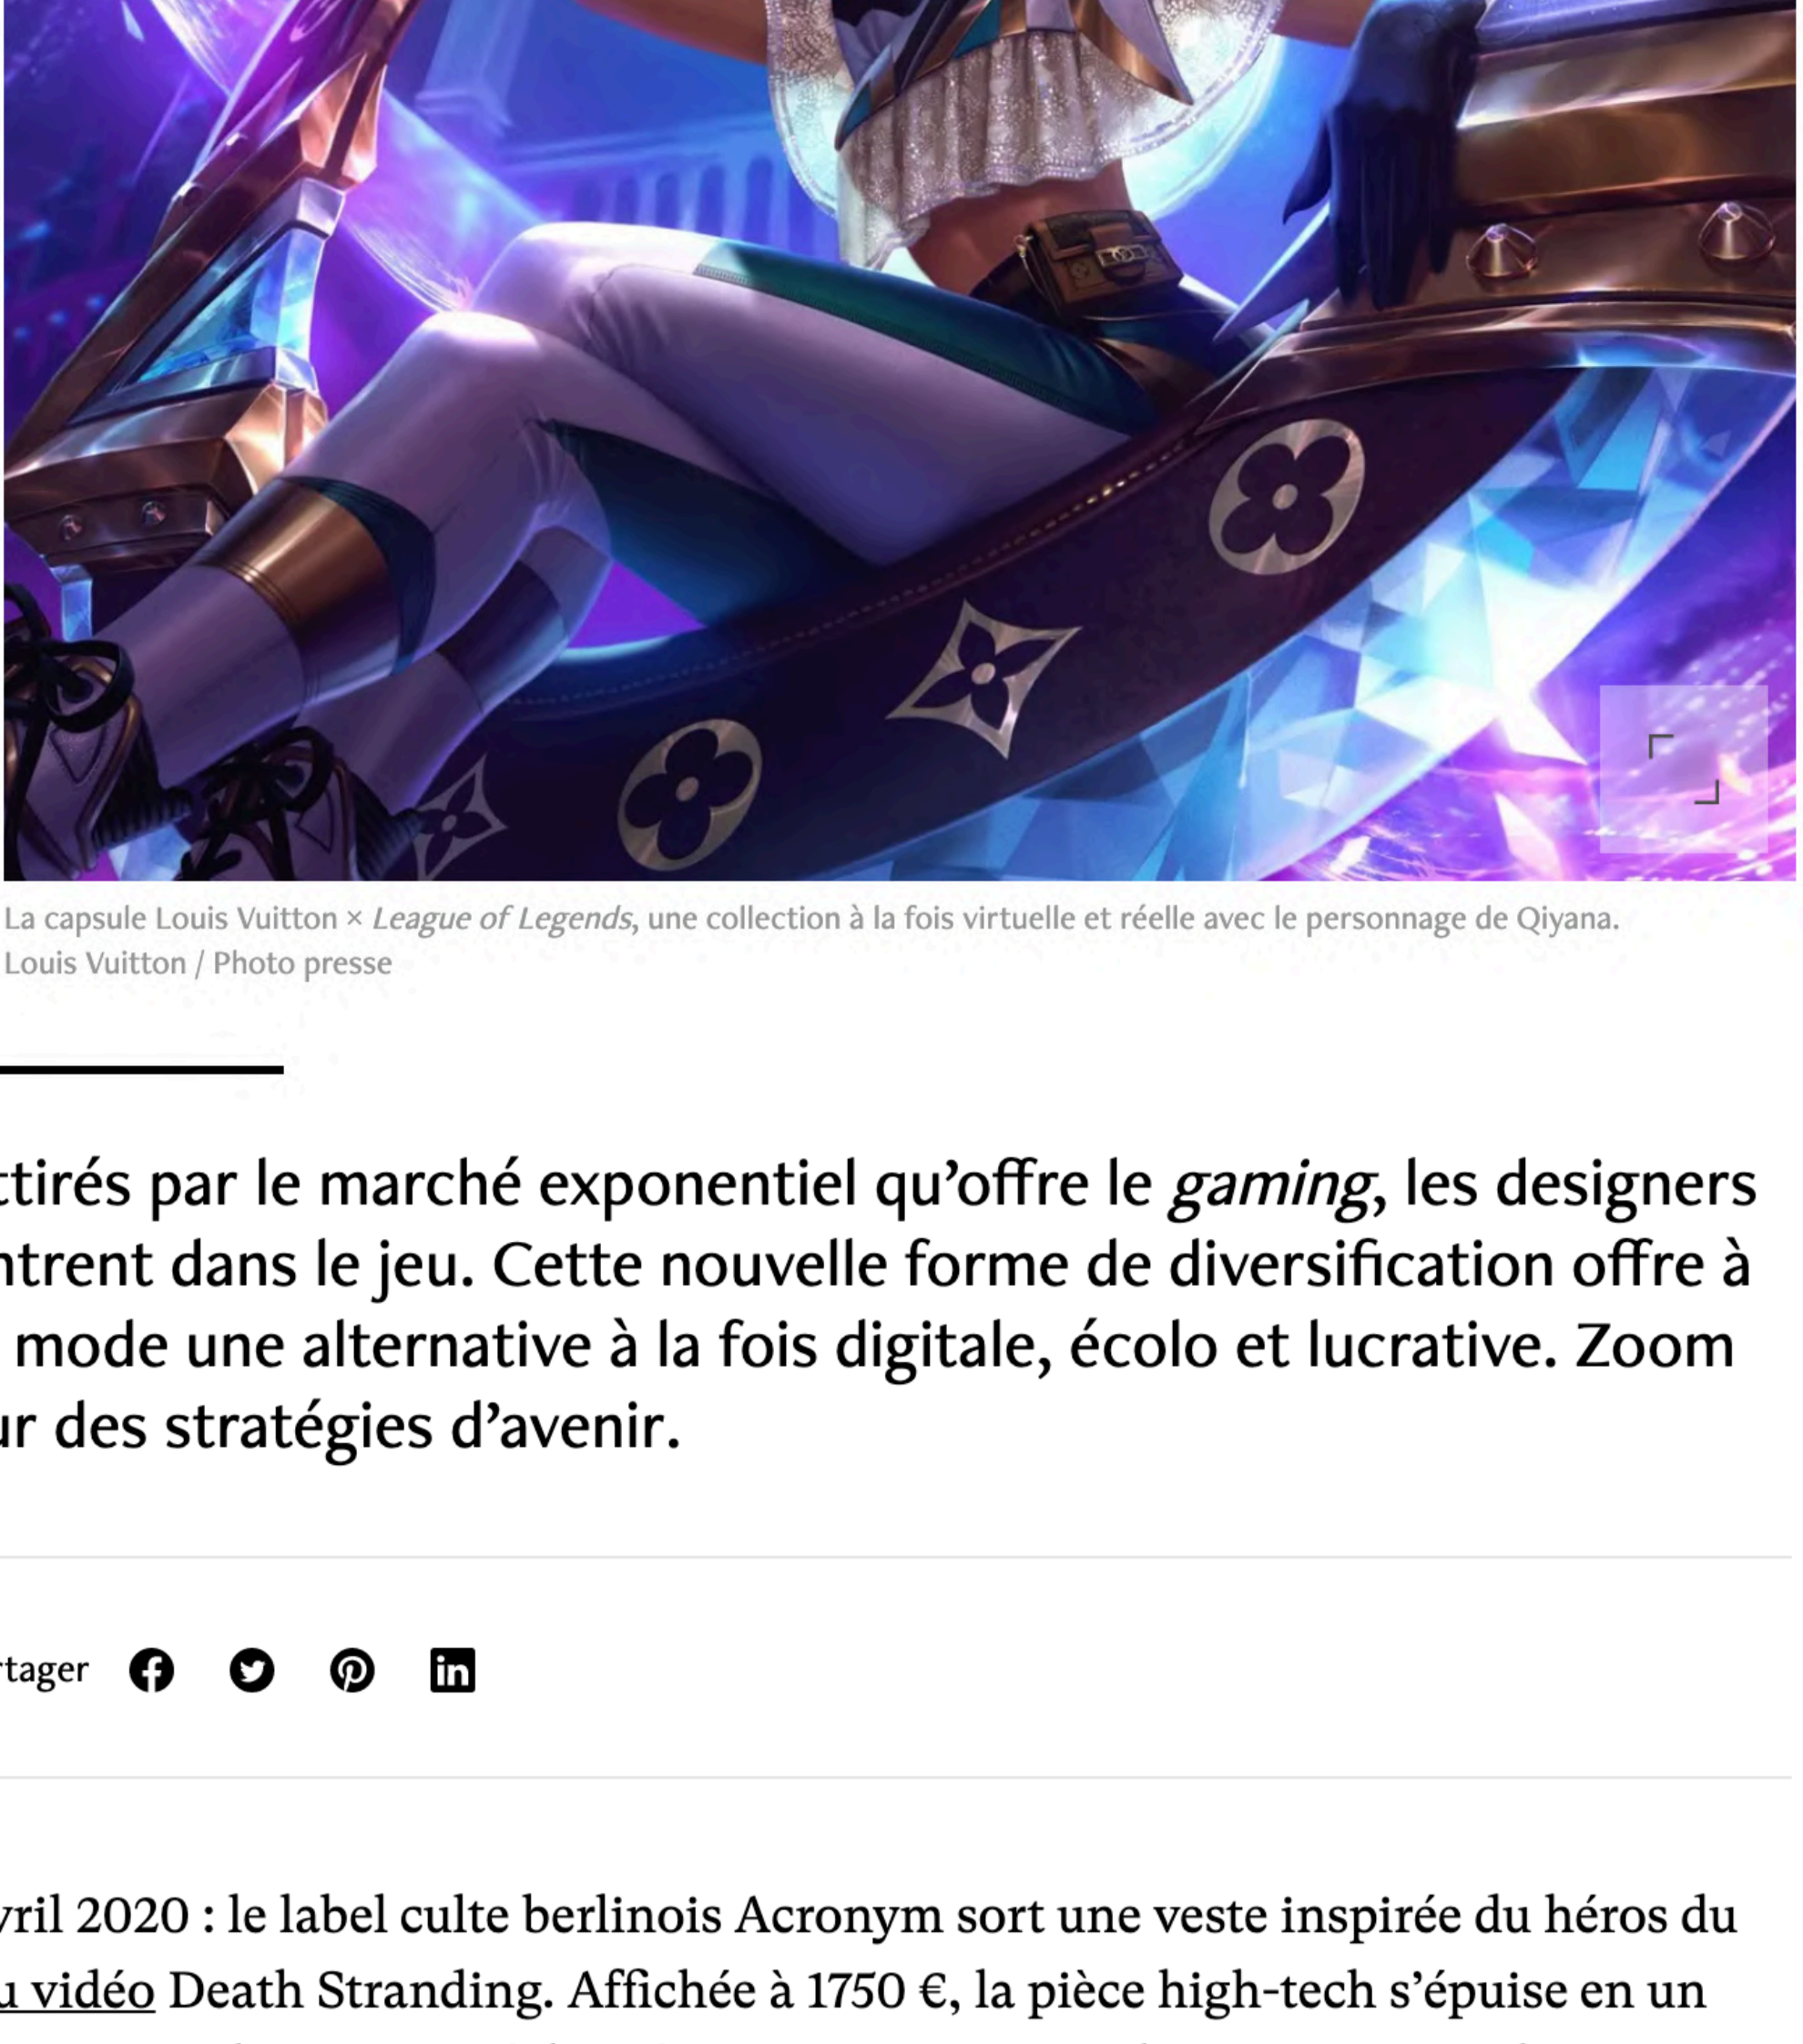 La capsule Louis Vuitton × League of Legends, une collection à la fois virtuelle et réelle avec le personnage de Qiyana.
Louis Vuitton / Photo presse
ttirés par le marché exponentiel qu’offre le gaming, les designers
ntrent dans le jeu. Cette nouvelle forme de diversification offre à
mode une alternative à la fois digitale, écolo et lucrative. Zoom
ur des stratégies d’avenir.
rtager
vril 2020 : le label culte berlinois Acronym sort une veste inspirée du héros du
u vidéo Death Stranding. Affichée à 1750 €, la pièce high-tech s’épuise en un